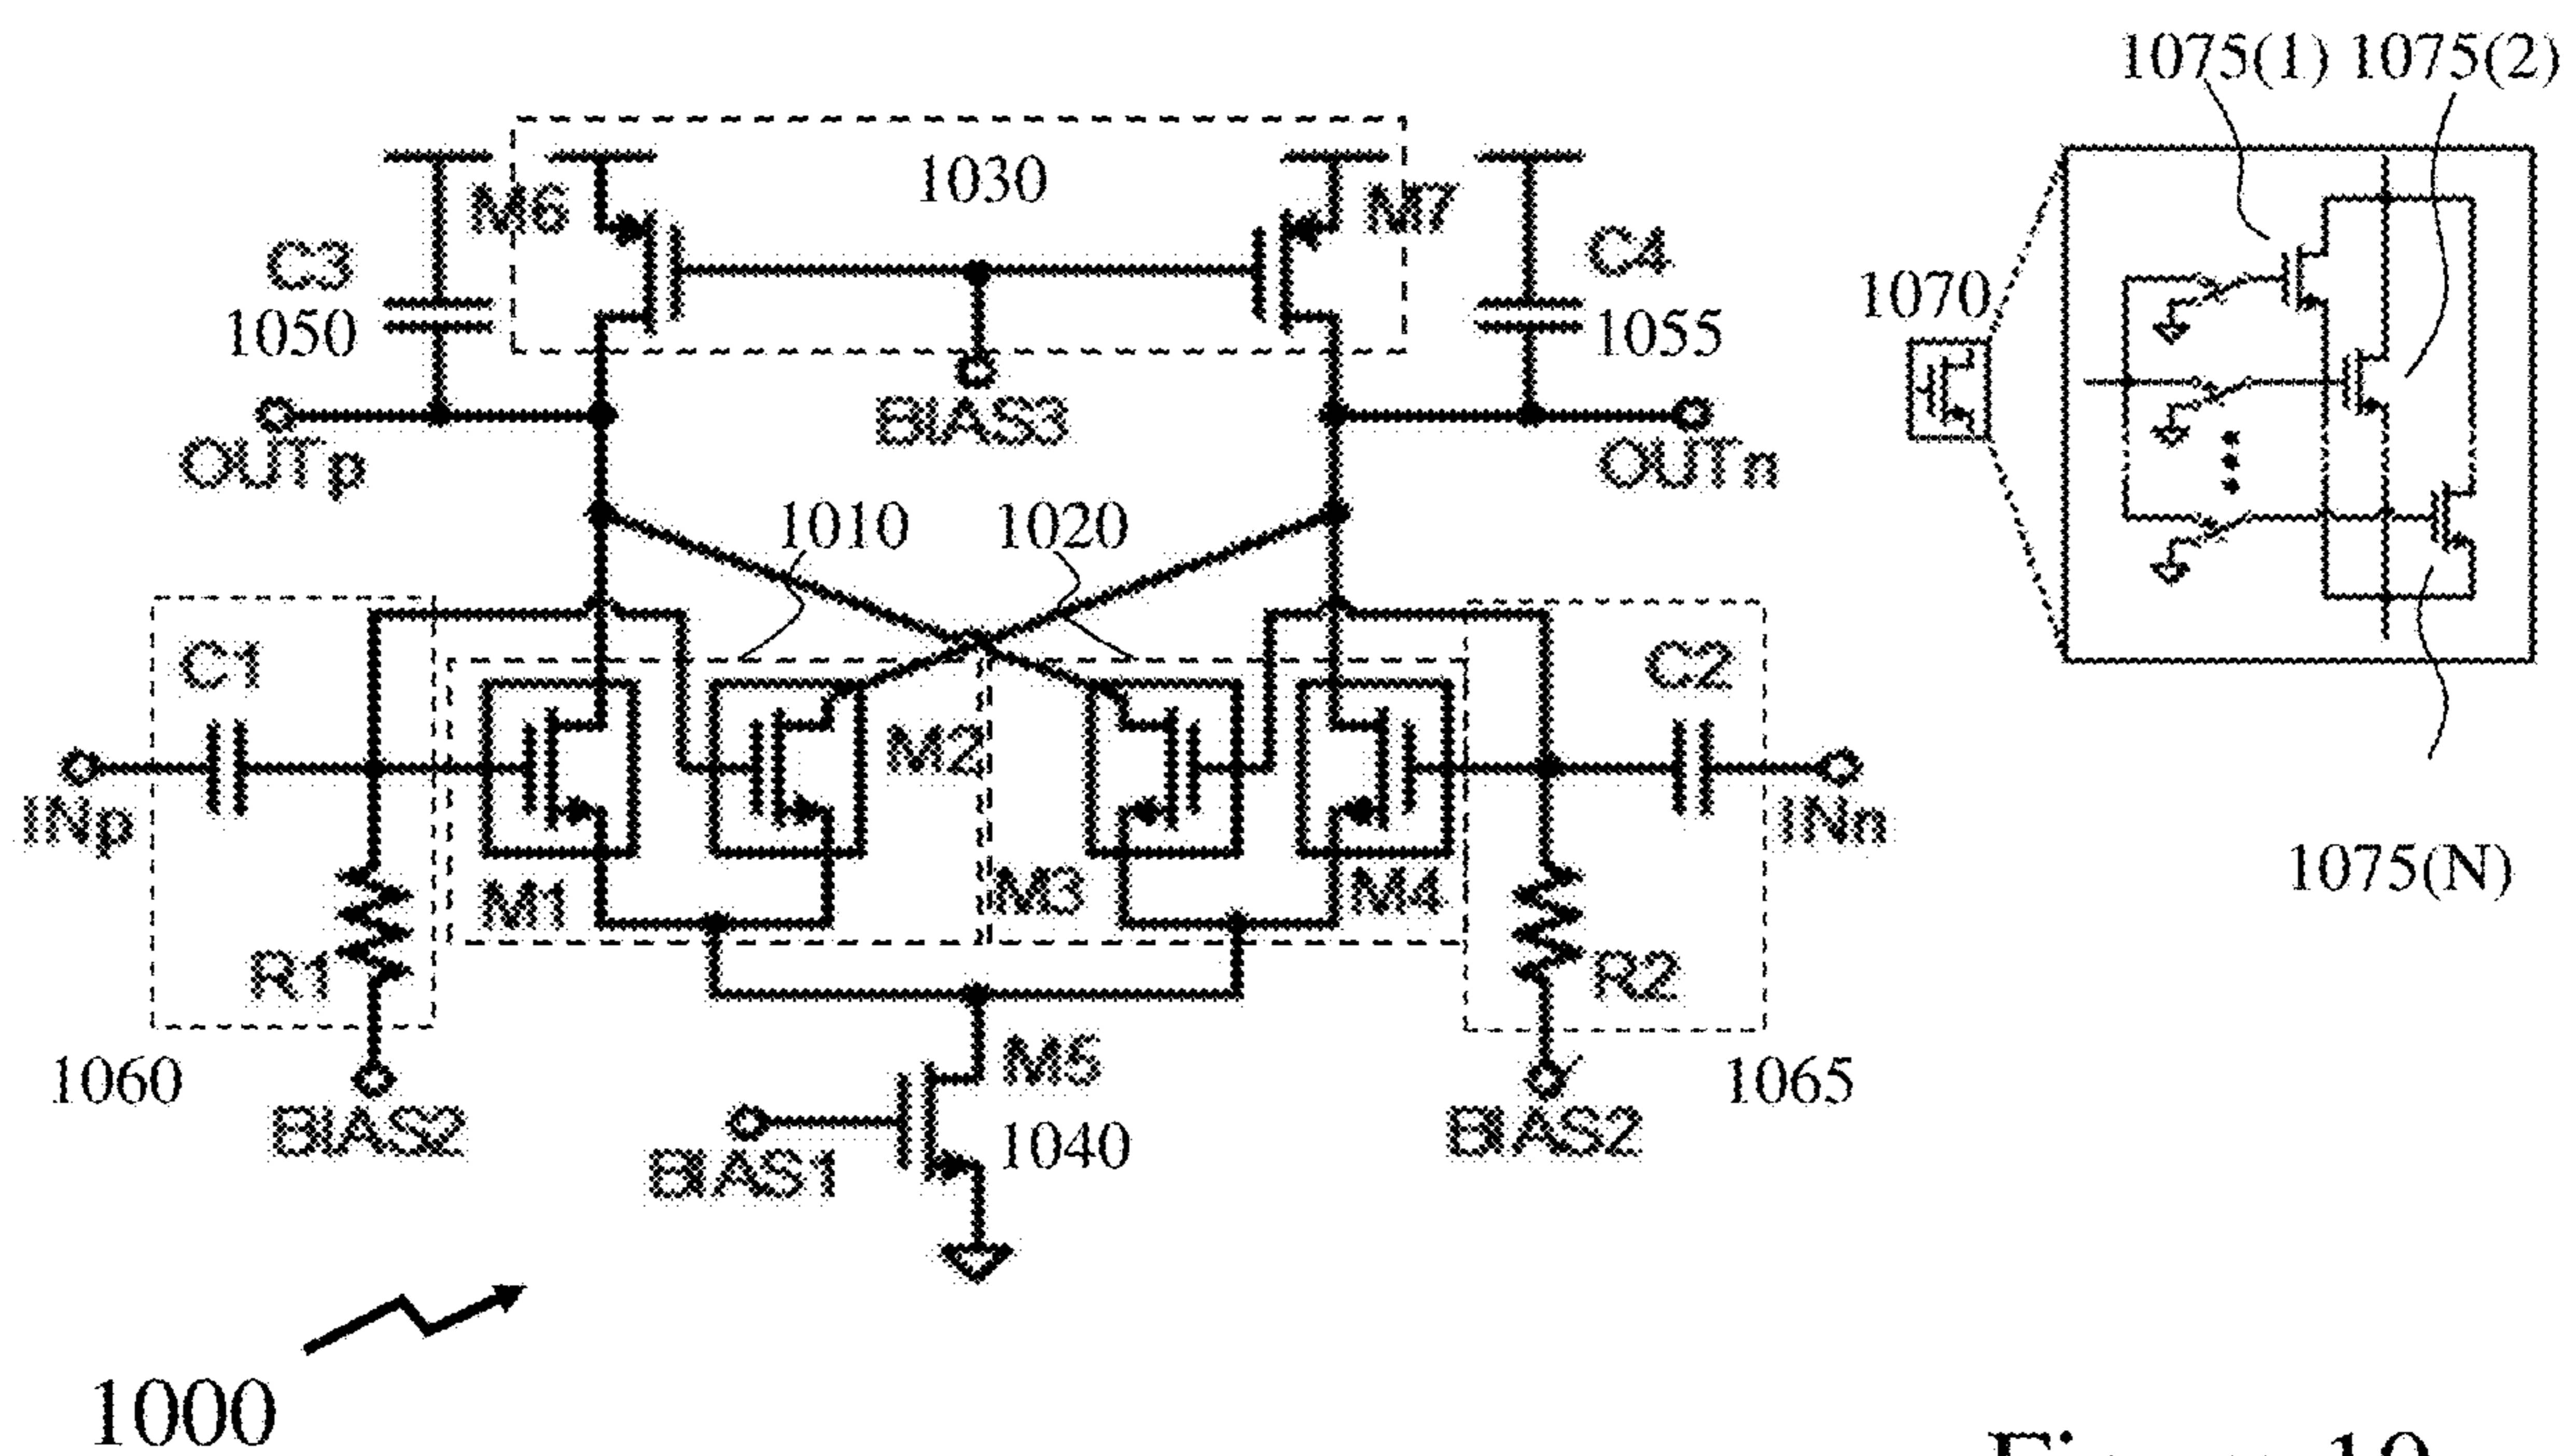 1075(1) 1075(2)
1030
M6
M7
C3
1050
C4
1055
1070
BIAS3
OUTp
OUTn
1010
1020
C1
C2
M2
INp
INn
M1
M3
M4
1075(N)
R1
R2
M5
1060
1065
BIAS2
BIAS2
1040
BIAS1
1000